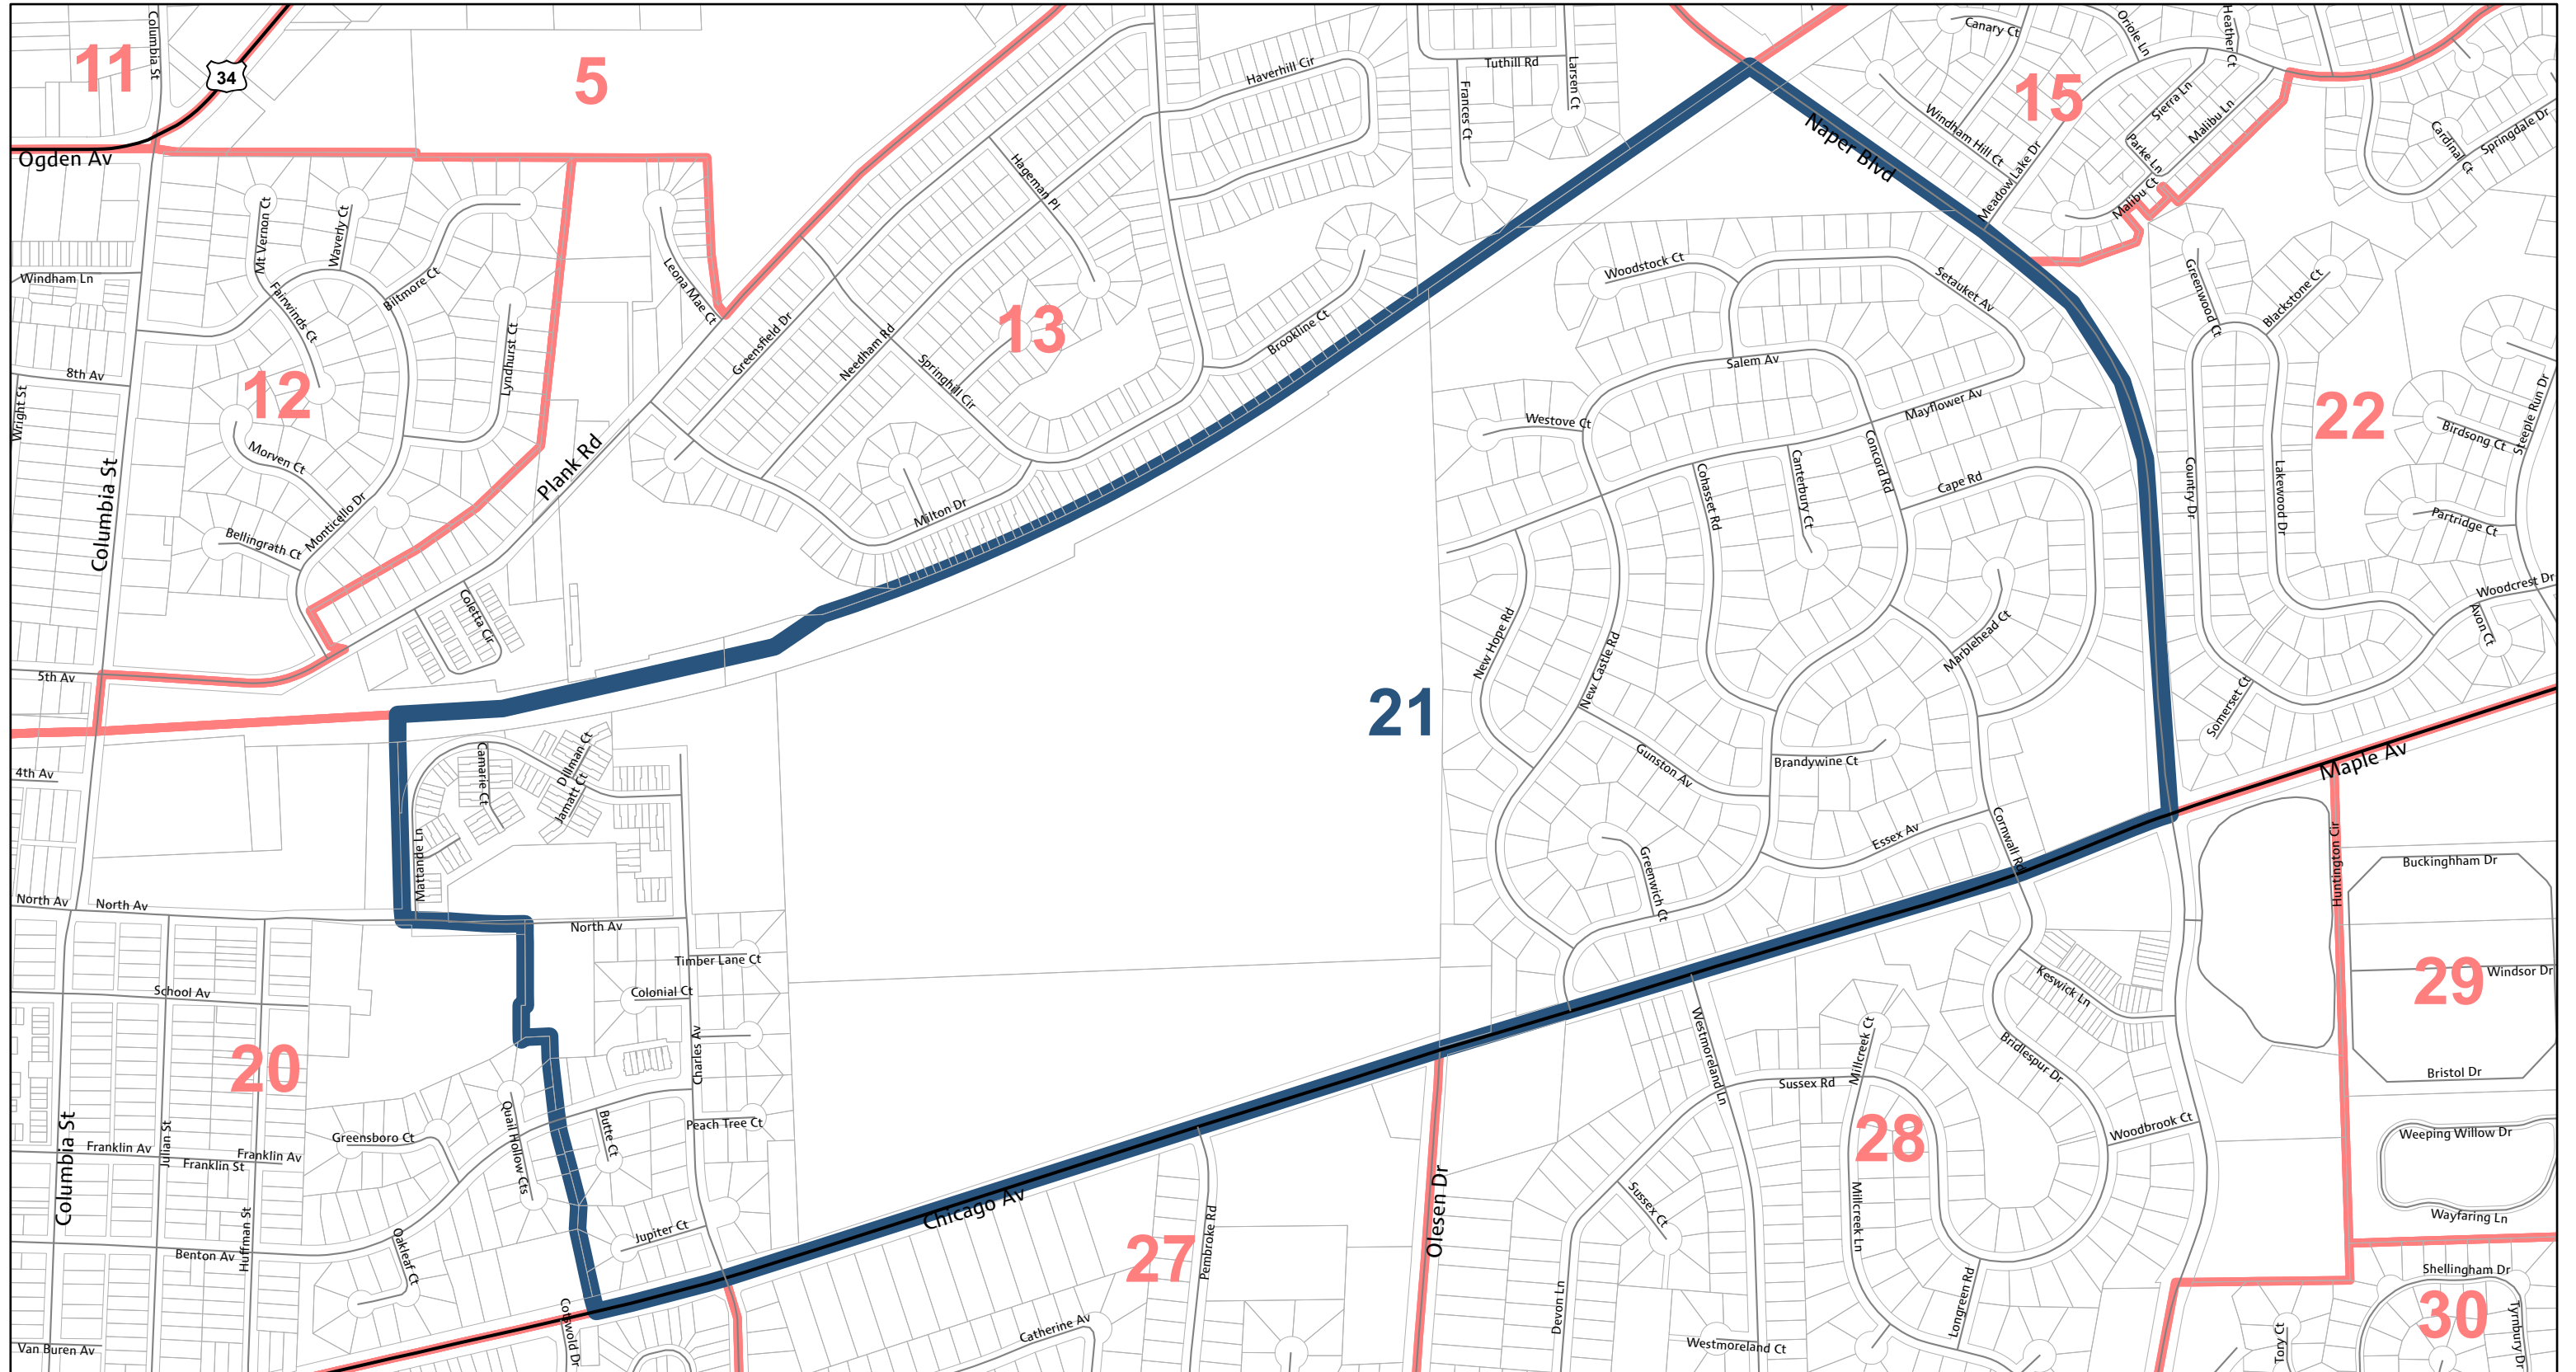 11
Columbia St
34
5
Ogden Av
Haverhill Cir
Tuthill Rd
Frances Ct
Larsen Ct
Canary Ct
Oriole Ln
Heather Ct
15
Sierra Ln
Malibu Ln
Parke Ln
Malibu Ct
Windham Hill Ct
Meadow Lake Dr
Naper Blvd
Cardinal Ct
Springdale Dr
Hageman Pl
Mt Vernon Ct
Waverly Ct
Biltmore Ct
Fairwinds Ct
Windham Ln
Leona Mae Ct
Lyndhurst Ct
12
8th Av
Wright St
Morven Ct
Monticello Dr
Bellingrath Ct
Columbia St
Plank Rd
Greensfield Dr
Needham Rd
Springhill Cir
13
Brookline Ct
Milton Dr
Coletta Cir
5th Av
Woodstock Ct
Setauket Av
Salem Av
Mayflower Av
Westove Ct
Cohasset Rd
Canterbury Ct
Concord Rd
Cape Rd
Greenwood Ct
Blackstone Ct
22
Country Dr
Lakewood Dr
Birdsong Ct
Steeple Run Dr
Partridge Ct
Woodcrest Dr
Avon Ct
Somerset Ct
Maple Av
New Hope Rd
New Castle Rd
Marblehead Ct
21
Gunston Av
Brandywine Ct
Essex Av
Cornwall Rd
Greenwich Ct
4th Av
Camarie Ct
Dillman Ct
Jamatt Ct
Mattande Ln
North Av
North Av
North Av
Timber Lane Ct
Colonial Ct
School Av
Charles Av
20
Columbia St
Julian St
Huffman St
Franklin Av
Franklin St
Franklin Av
Greensboro Ct
Quail Hollow Cts
Butte Ct
Peach Tree Ct
Jupiter Ct
Benton Av
Oakleaf Ct
Van Buren Av
Cotswold Dr
Chicago Av
27
Pembroke Rd
Catherine Av
Olesen Dr
Westmoreland Ln
Sussex Rd
Millcreek Ct
28
Millcreek Ln
Sussex Ct
Devon Ln
Westmoreland Ct
Longreen Rd
Keswick Ln
Bridlespur Dr
Woodbrook Ct
Huntington Cir
Buckinghham Dr
29
Windsor Dr
Bristol Dr
Weeping Willow Dr
Wayfaring Ln
Shellingham Dr
30
Tory Ct
Tyrnbury Dr